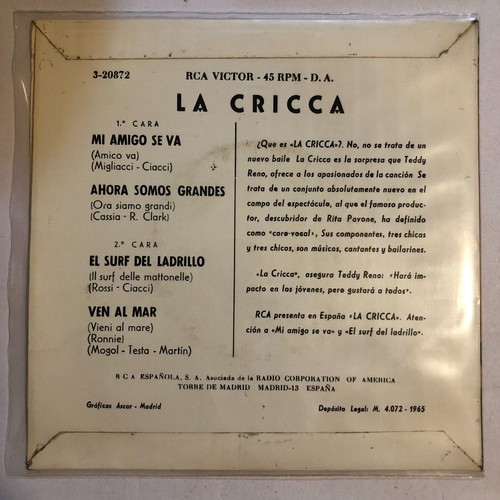 3-20872
RCA VICTOR - 45 RPM - D. A.
LA CRICCA
1.ª CARA
MI AMIGO SE VA
(Amico va)
(Migliacci - Ciacci)
AHORA SOMOS GRANDES
(Ora siamo grandi)
(Cassia - R. Clark)
2.ª CARA
EL SURF DEL LADRILLO
(Il surf delle mattonelle)
(Rossi - Ciacci)
VEN AL MAR
(Vieni al mare)
(Ronnie)
(Mogol - Testa - Martín)
¿Que es «LA CRICCA»?. No, no se trata de un
nuevo baile La Cricca es la sorpresa que Teddy
Reno, ofrece a los apasionados de la canción Se
trata de un conjunto absolutamente nuevo en el
campo del espectáculo, al que el famoso produc-
tor, descubridor de Rita Pavone, ha definido
como "coro-vocal», Sus componentes, tres chicas
y tres chicos, son músicos, cantantes y bailarines.
«La Cricca", asegura Teddy Reno: «Hará im-
pacto en los jóvenes, pero gustará a todos».
RCA presenta en España «LA CRICCA». Aten-
ción a «Mi amigo se va» y «El surf del ladrillo».
RCA ESPAÑOLA, S. A. Asociada de la RADIO CORPORATION OF AMERICA
TORRE DE MADRID MADRID-13 ESPAÑA
Gráficas Ascar - Madrid
Depósito Legal: M. 4.072 - 1965